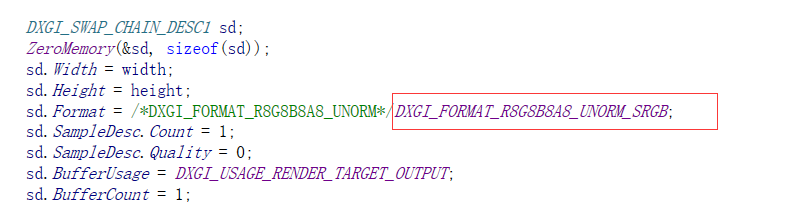 DXGI_SWAP_CHAIN_DESC1 sd;
ZeroMemory(&sd, sizeof(sd));
sd.Width = width;
sd.Height = height;
sd.Format = /*DXGI_FORMAT_R8G8B8A8_UNORM*/DXGI_FORMAT_R8G8B8A8_UNORM_SRGB;
sd.SampleDesc.Count = 1;
sd.SampleDesc.Quality = 0;
sd.BufferUsage = DXGI_USAGE_RENDER_TARGET_OUTPUT;
sd.BufferCount = 1;